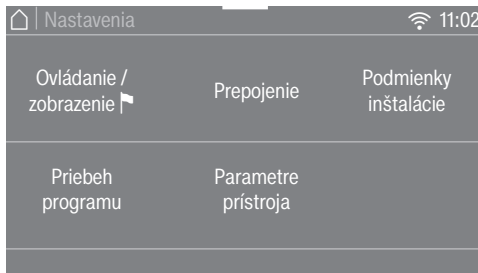 Nastavenia
11:02
Ovládanie /
zobrazenie
Prepojenie
Podmienky
inštalácie
Priebeh
programu
Parametre
prístroja